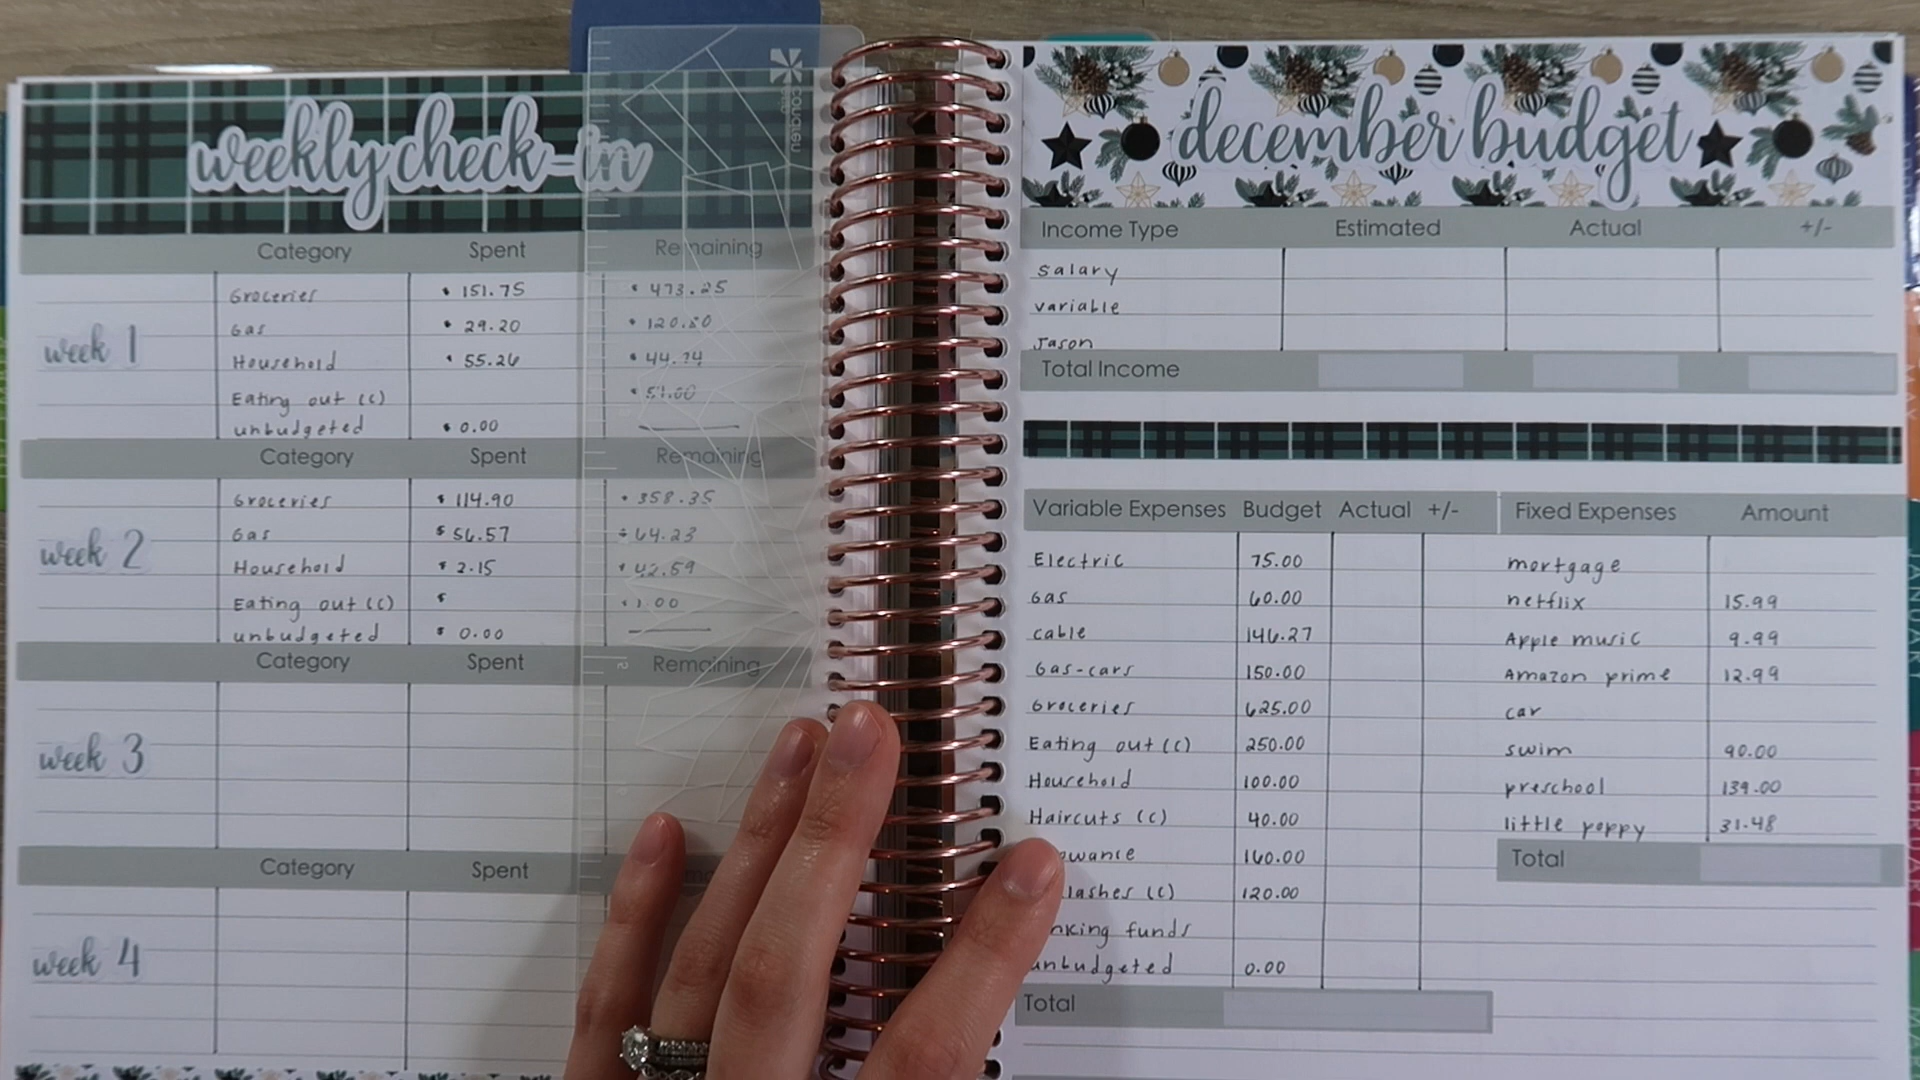 weekly check-in
Category Spent Remaining
week 1
Groceries $ 151.75 $ 473.25
Gas $ 29.20 $ 120.80
Household $ 55.26 $ 44.74
Eating out (c)
unbudgeted $ 0.00
Category Spent Remaining
week 2
Groceries $ 114.90 $ 358.35
Gas $ 56.57 $ 64.23
Household $ 2.15 $ 42.59
Eating out (c) $
unbudgeted $ 0.00
Category Spent Remaining
week 3
Category Spent
week 4
december budget
Income Type Estimated Actual +/-
salary
variable
Jason
Total Income
Variable Expenses Budget Actual +/-
Electric 75.00
Gas 60.00
cable 146.27
Gas-cars 150.00
Groceries 625.00
Eating out (c) 250.00
Household 100.00
Haircuts (c) 40.00
owance 160.00
lashes (c) 120.00
nking funds
unbudgeted 0.00
Total
Fixed Expenses Amount
mortgage
netflix 15.99
Apple music 9.99
Amazon prime 12.99
car
swim 90.00
preschool 139.00
little poppy 31.48
Total
JANUARY